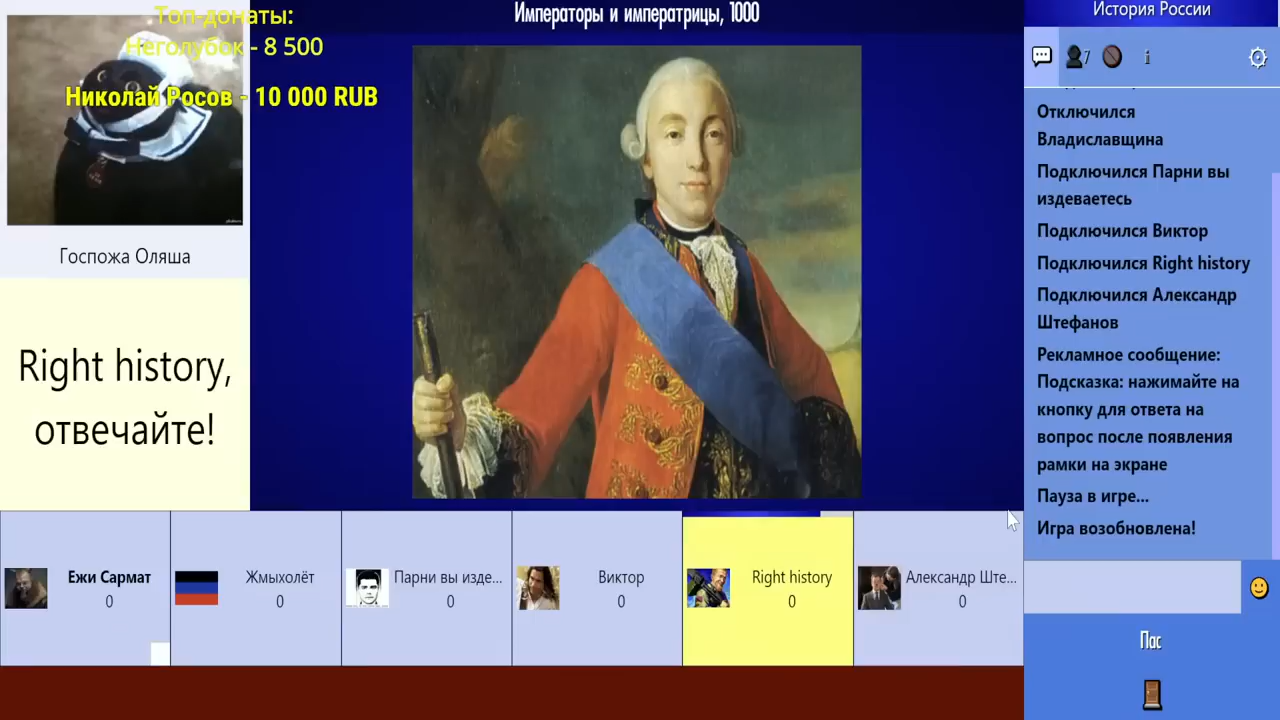 Топ-донаты:
Неголубок - 8 500
Николай Росов - 10 000 RUB
Госпожа Оляша
Right history,
отвечайте!
Императоры и императрицы, 1000
Ежи Сармат
0
Жмыхолёт
0
Парни вы изде...
0
Виктор
0
Right history
0
Александр Ште...
0
История России
7
i
Отключился
Владиславщина
Подключился Парни вы
издеваетесь
Подключился Виктор
Подключился Right history
Подключился Александр
Штефанов
Рекламное сообщение:
Подсказка: нажимайте на
кнопку для ответа на
вопрос после появления
рамки на экране
Пауза в игре...
Игра возобновлена!
Пас